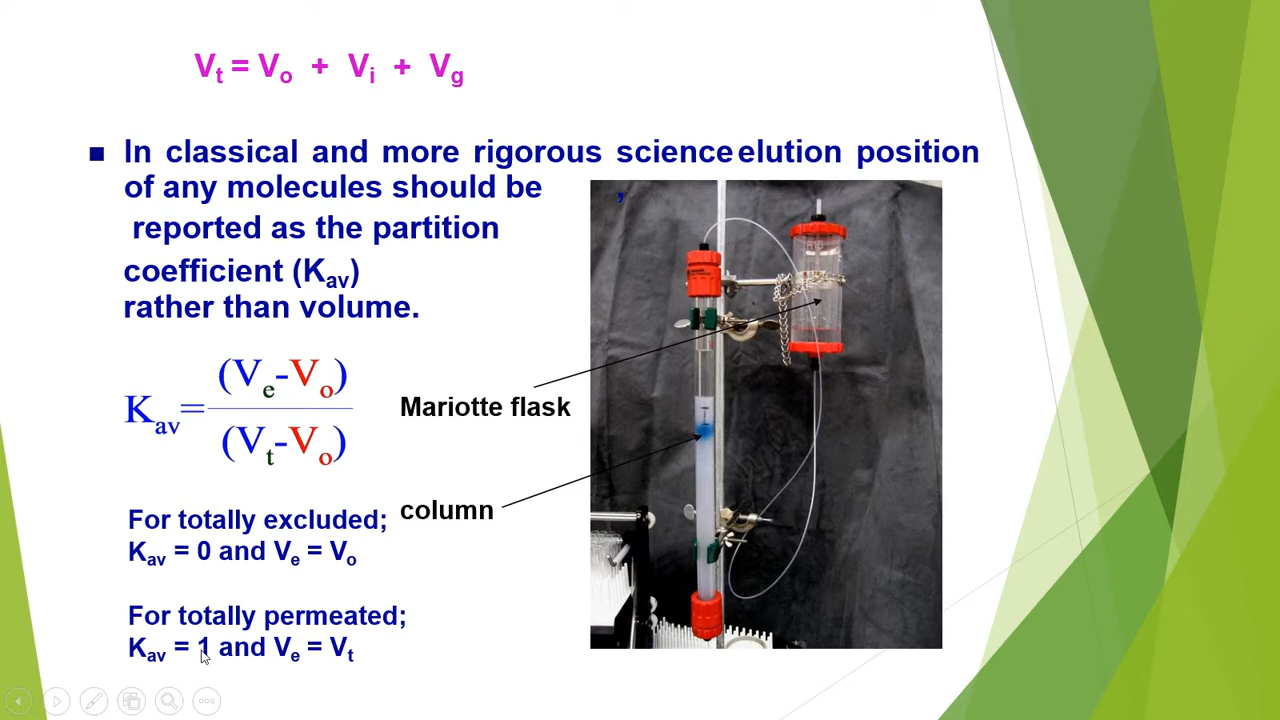 Vt = Vo + Vi + Vg
■ In classical and more rigorous science elution position
of any molecules should be ,
reported as the partition
coefficient (Kav)
rather than volume.
Kav= (Ve-Vo)
(Vt-Vo)
Mariotte flask
column
For totally excluded;
Kav = 0 and Ve = Vo
For totally permeated;
Kav = 1 and Ve = Vt